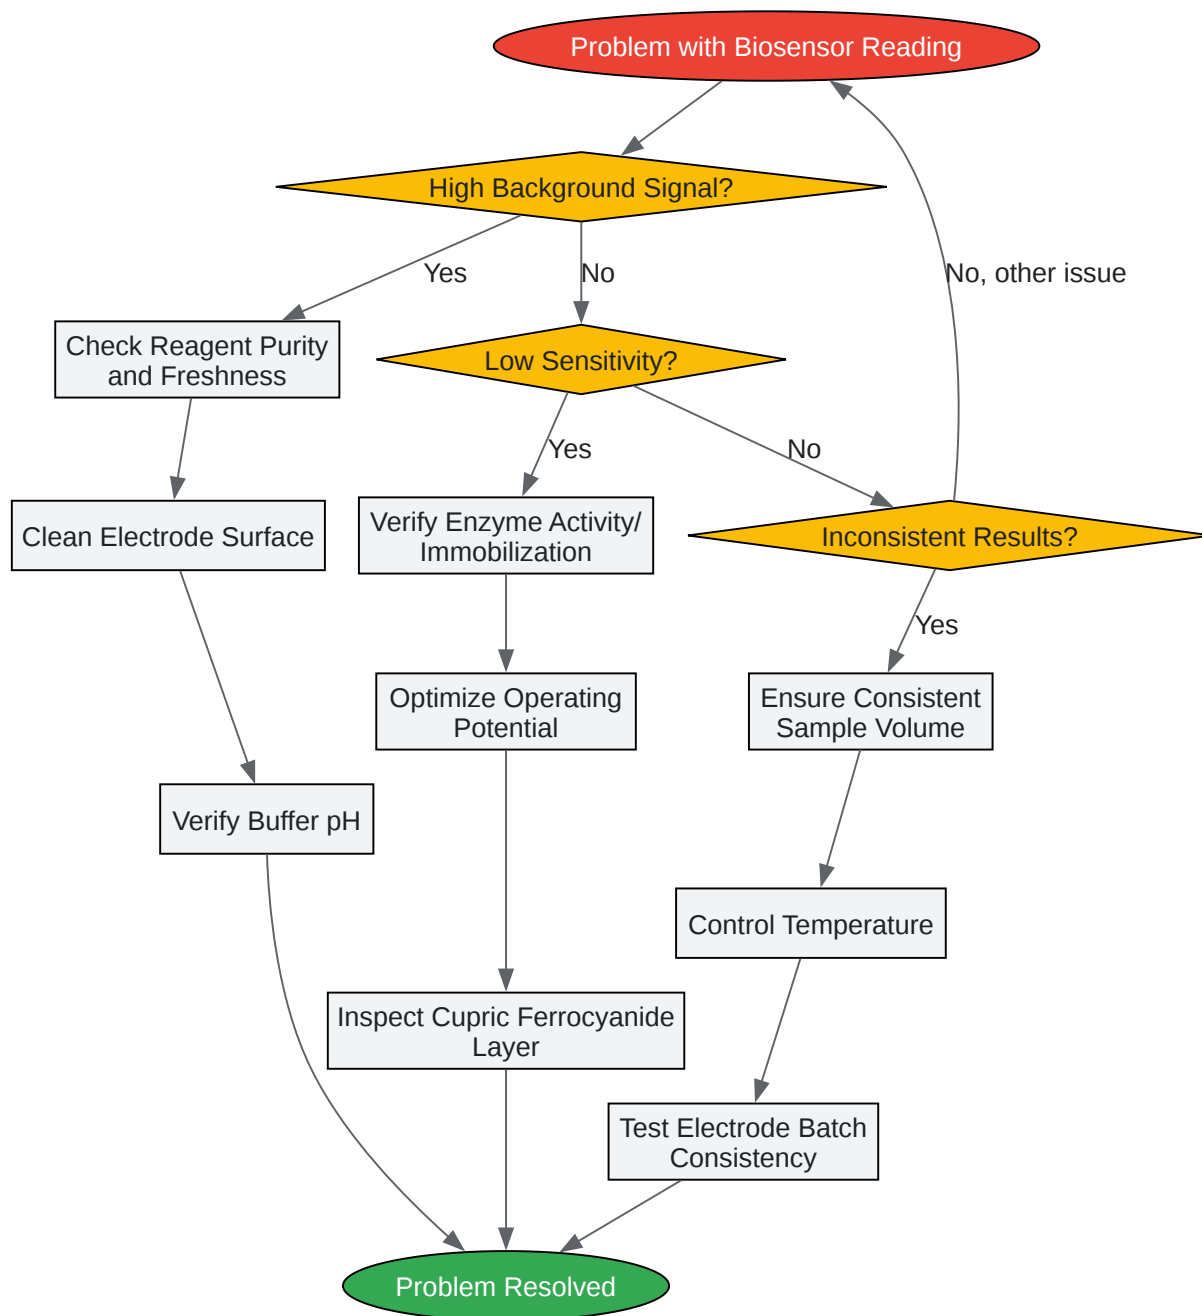 Problem with Biosensor Reading
High Background Signal?
Yes
No
No, other issue
Check Reagent Purity
and Freshness
Low Sensitivity?
Yes
No
Clean Electrode Surface
Verify Enzyme Activity/
Immobilization
Inconsistent Results?
Yes
Optimize Operating
Potential
Ensure Consistent
Sample Volume
Verify Buffer pH
Control Temperature
Inspect Cupric Ferrocyanide
Layer
Test Electrode Batch
Consistency
Problem Resolved